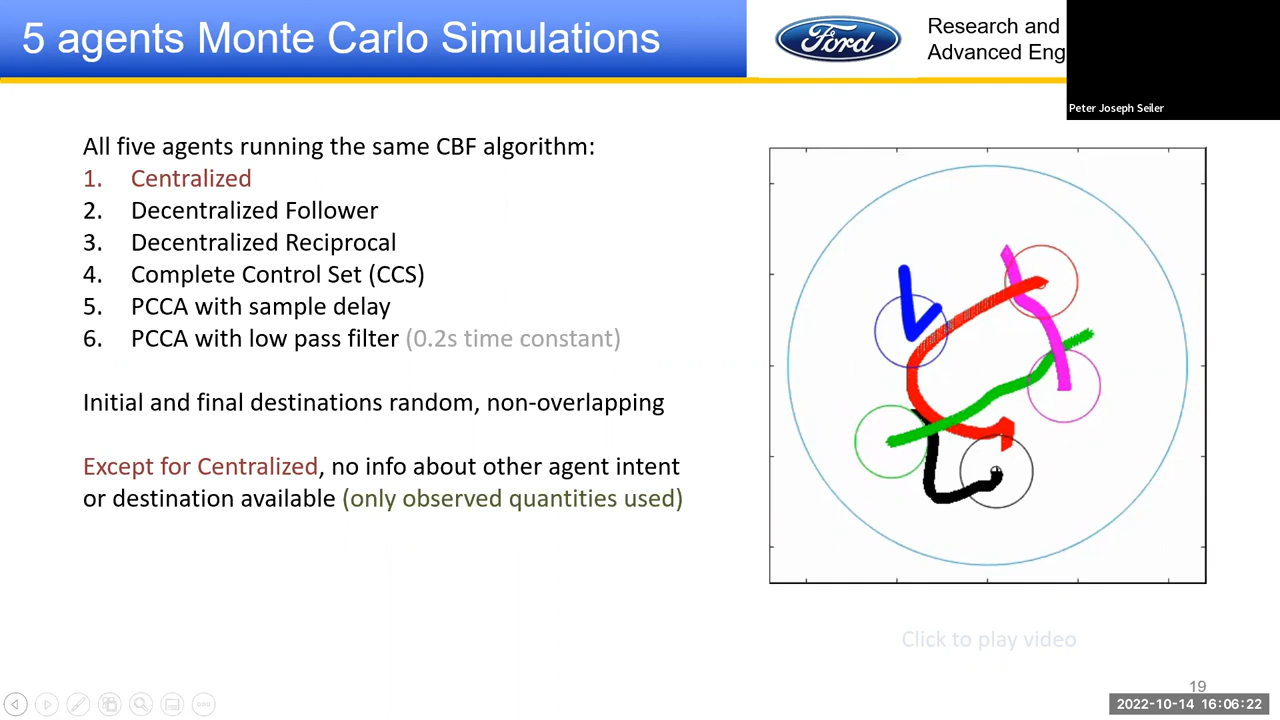 5 agents Monte Carlo Simulations
Ford
Research and
Advanced Eng
Peter Joseph Seiler
All five agents running the same CBF algorithm:
1. Centralized
2. Decentralized Follower
3. Decentralized Reciprocal
4. Complete Control Set (CCS)
5. PCCA with sample delay
6. PCCA with low pass filter (0.2s time constant)
Initial and final destinations random, non-overlapping
Except for Centralized, no info about other agent intent
or destination available (only observed quantities used)
Click to play video
19
2022-10-14 16:06:22